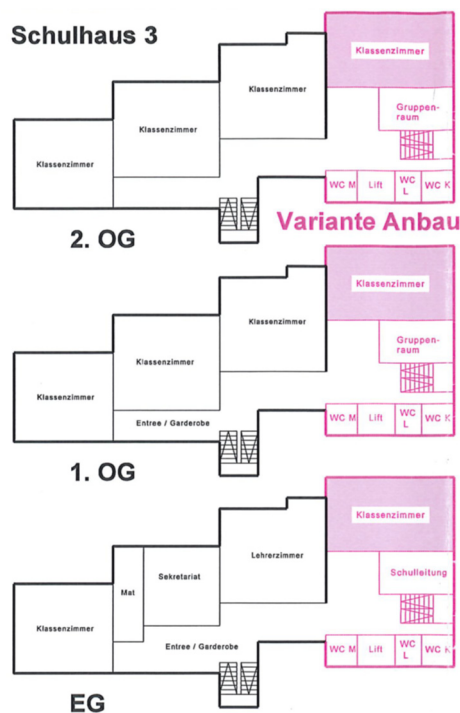 Schulhaus 3
Klassenzimmer
Klassenzimmer
Gruppen-
raum
Klassenzimmer
Klassenzimmer
WC M
Lift
WC
L
WC K
2. OG
Variante Anbau
Klassenzimmer
Klassenzimmer
Gruppen-
raum
Klassenzimmer
Klassenzimmer
Entree / Garderobe
WC M
Lift
WC
L
WC K
1. OG
Klassenzimmer
Lehrerzimmer
Schulleitung
Sekretariat
Mat
Klassenzimmer
Entree / Garderobe
WC M
Lift
WC
L
WC K
EG